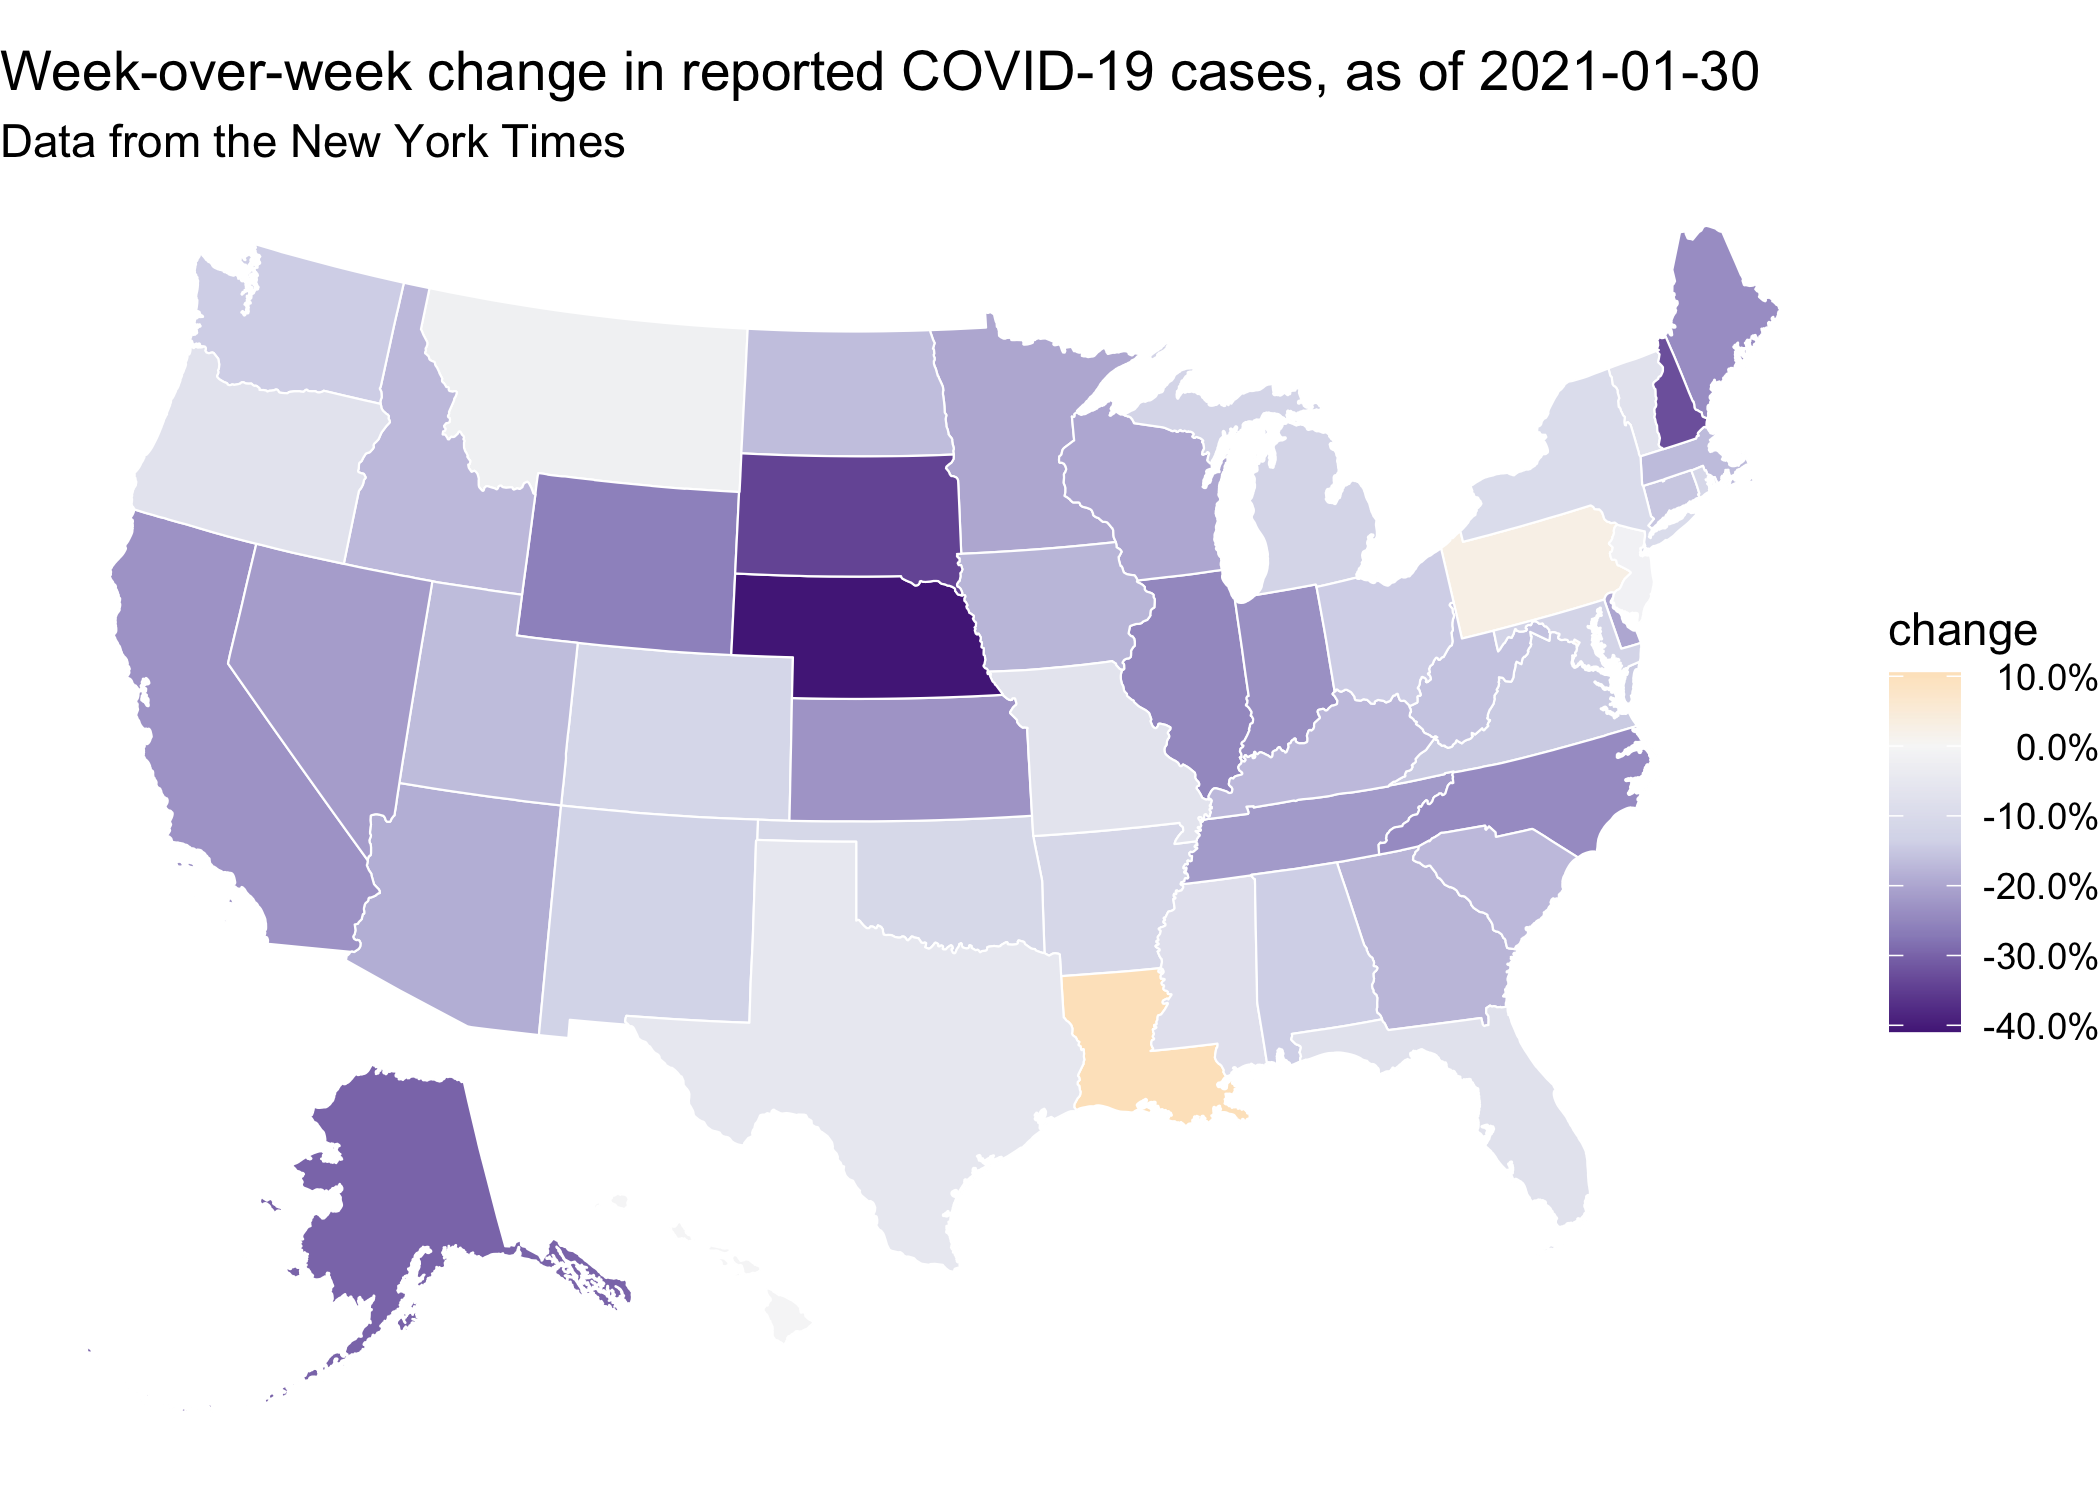 Week-over-week change in reported COVID-19 cases, as of 2021-01-30
Data from the New York Times
change
10.0%
0.0%
-10.0%
-20.0%
-30.0%
-40.0%